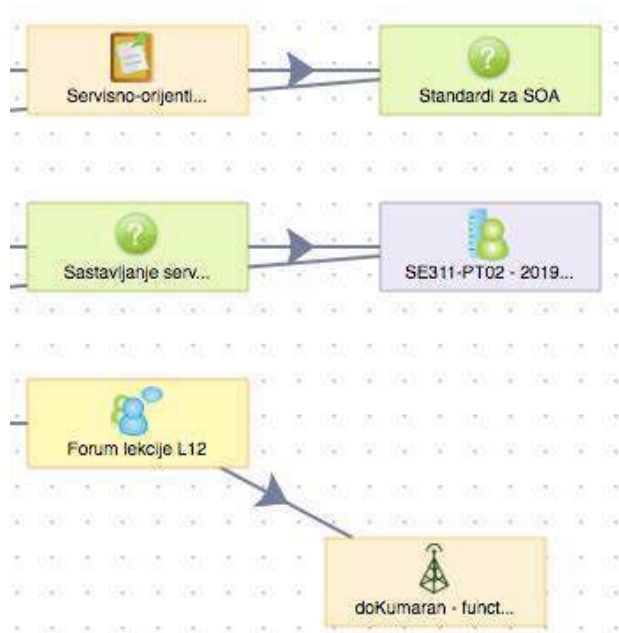 Servisno-orijenti...
Standardi za SOA
Sastavljanje serv...
SE311-PT02 - 2019...
Forum lekcije L12
doKumaran - funct...